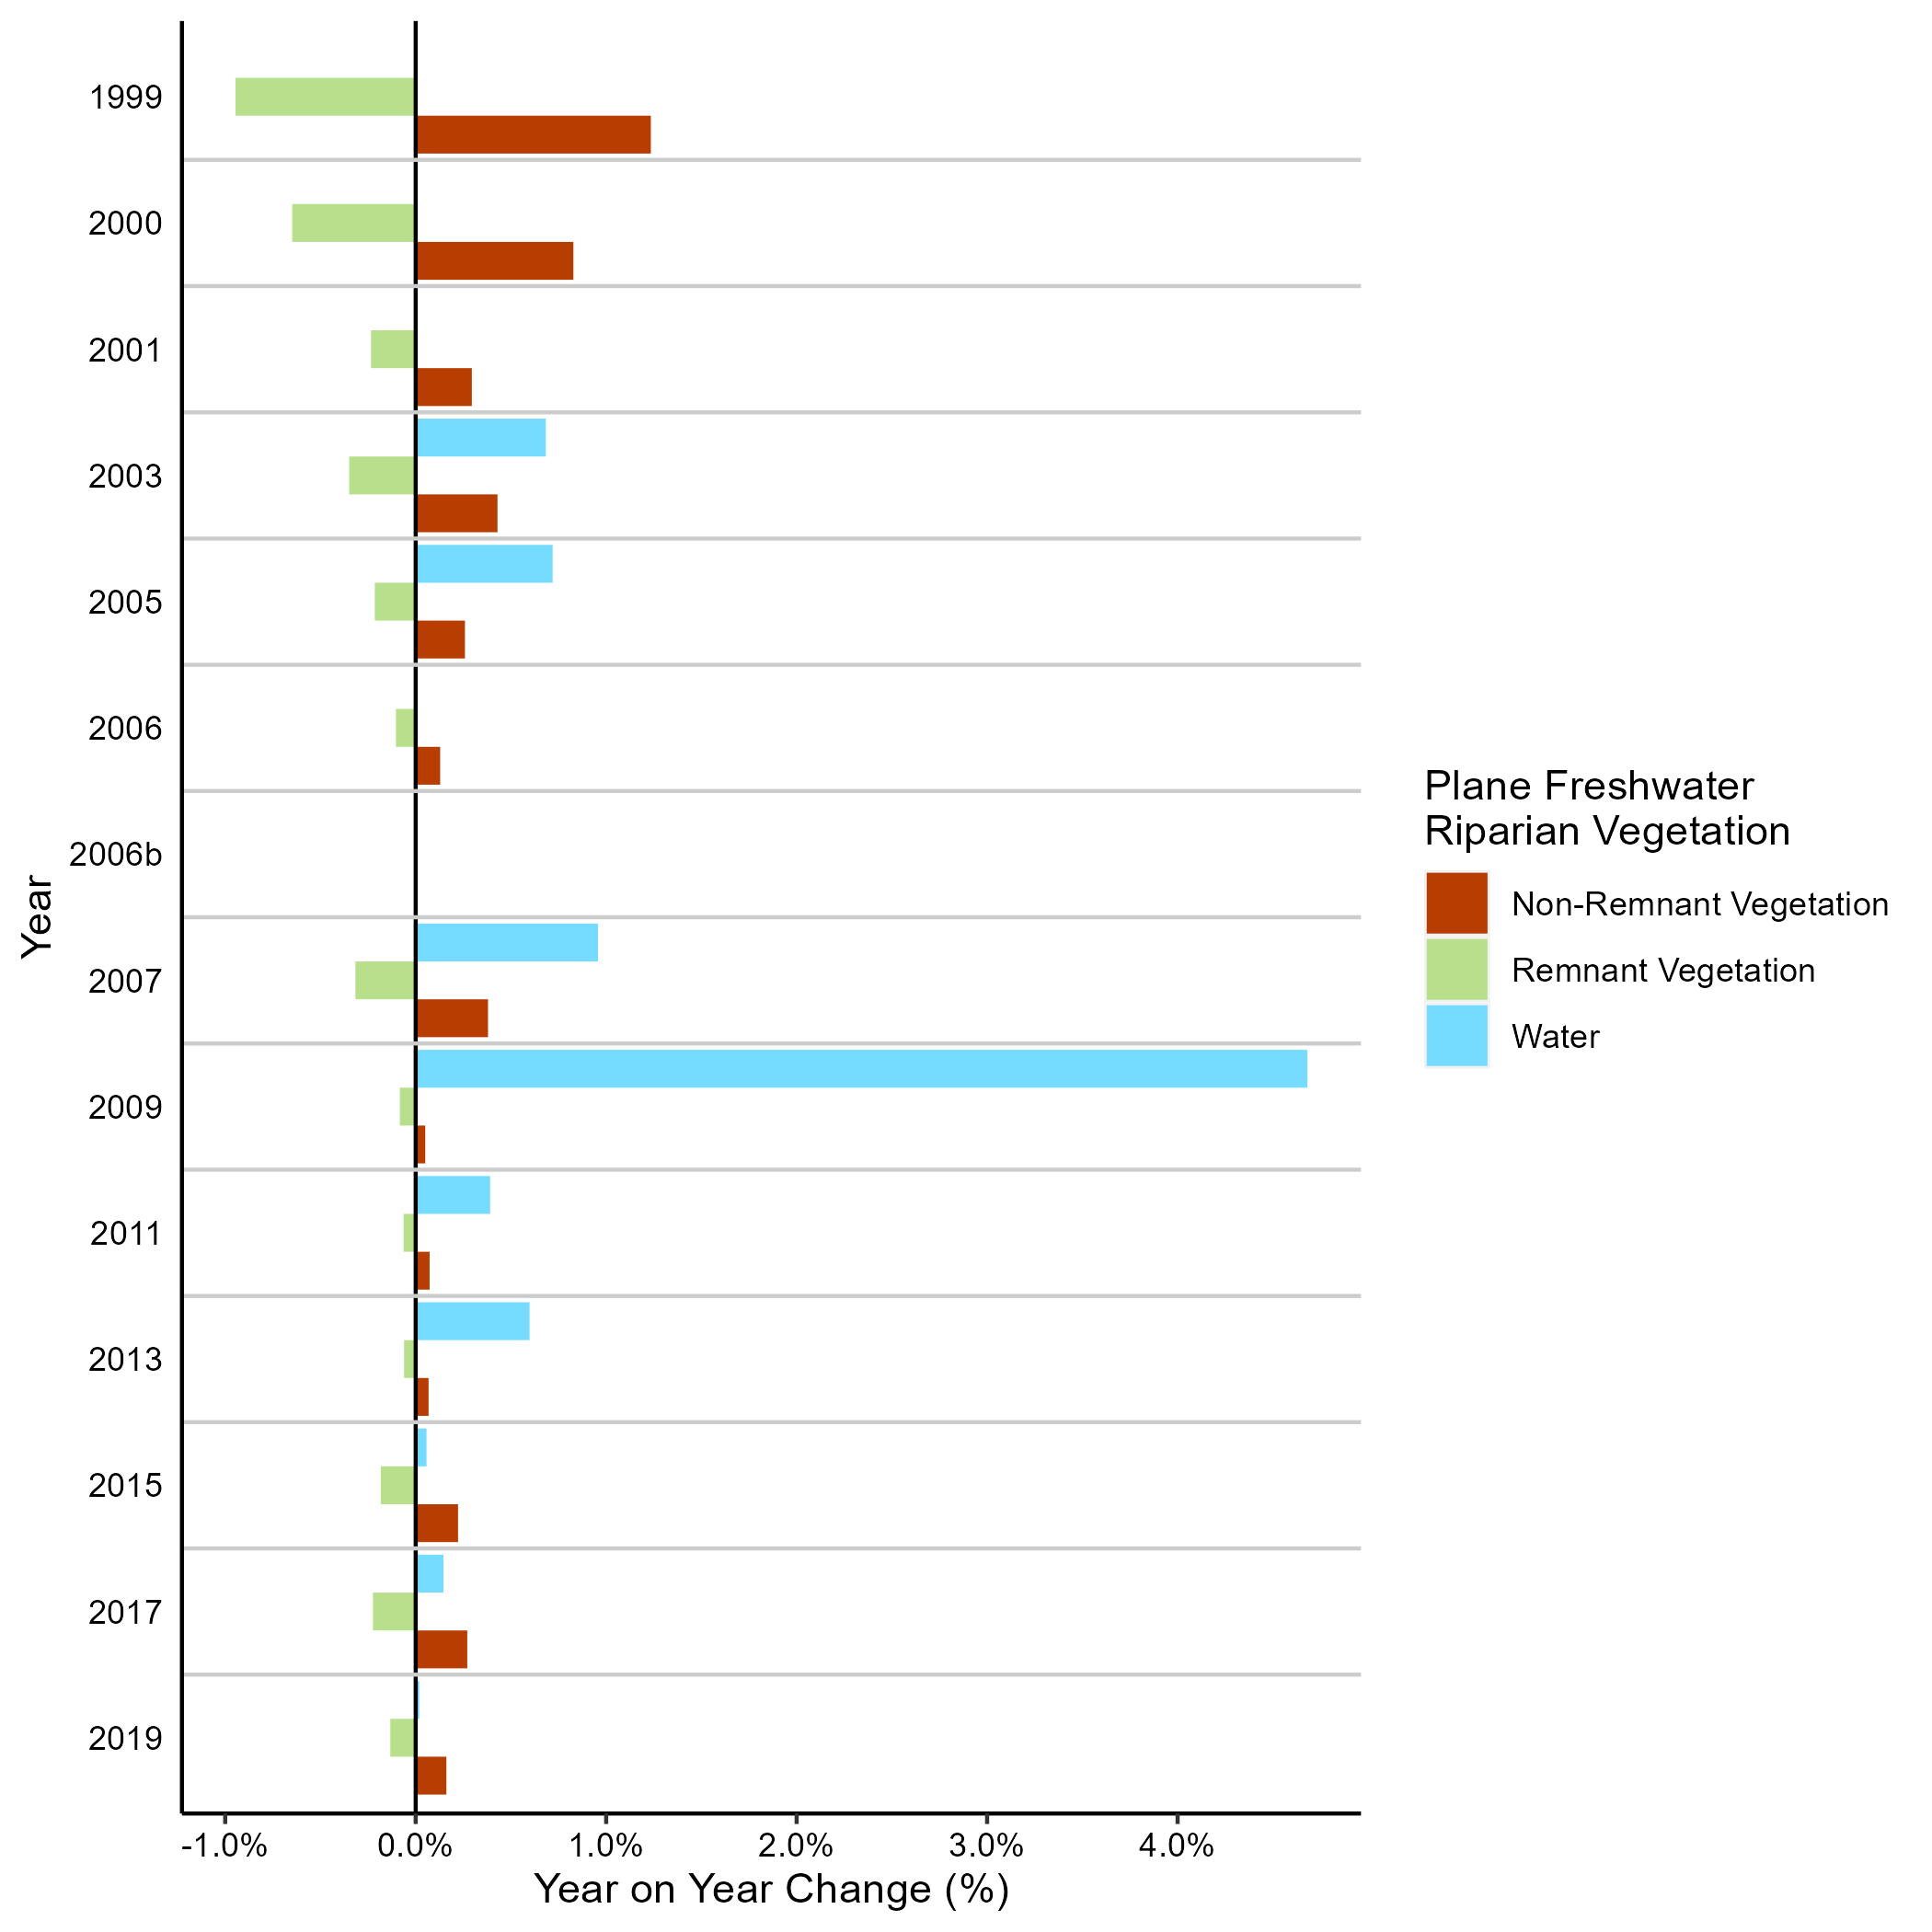 1999
2000
2001
2003
2005
2006
2006b
2007
2009
2011
2013
2015
2017
2019
Year
-1.0% 0.0% 1.0% 2.0% 3.0% 4.0%
Year on Year Change (%)
Plane Freshwater
Riparian Vegetation
Non-Remnant Vegetation
Remnant Vegetation
Water